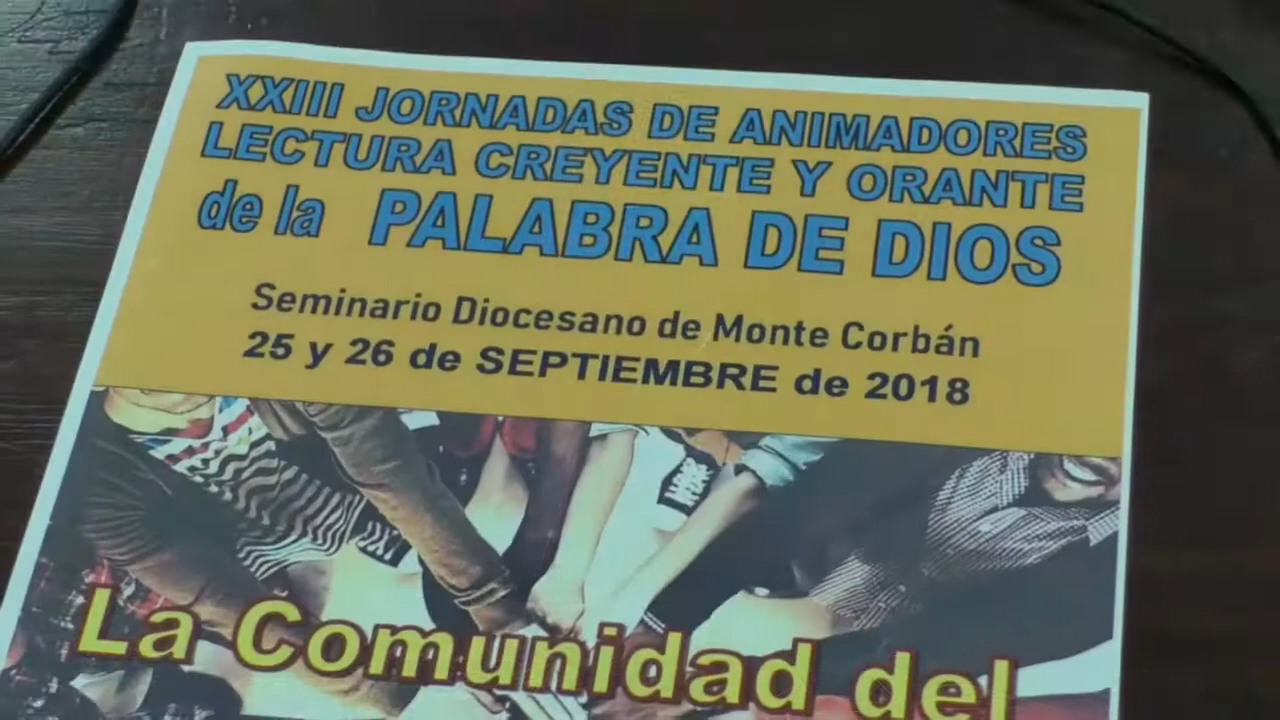 XXIII JORNADAS DE ANIMADORES
LECTURA CREYENTE Y ORANTE
de la PALABRA DE DIOS
Seminario Diocesano de Monte Corbán
25 y 26 de SEPTIEMBRE de 2018
La Comunidad del